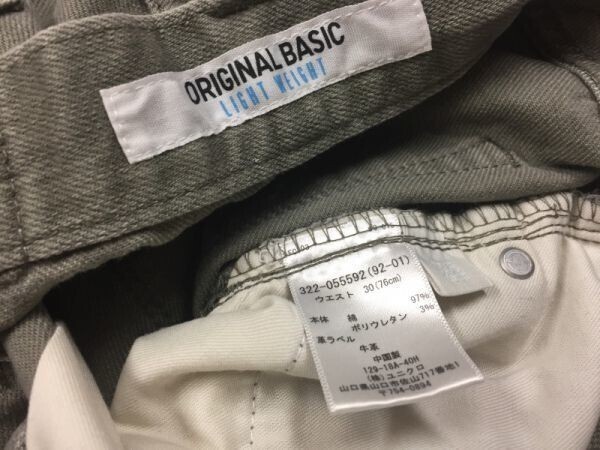 ORIGINAL BASIC
LIGHT WEIGHT
322-055592(92-01)
ウエスト 30(76cm)
本体 綿 97%
ポリウレタン 3%
革ラベル 牛革
中国製
129-18A-40H
(株)ユニクロ
山口県山口市佐山717番地1
〒754-0894